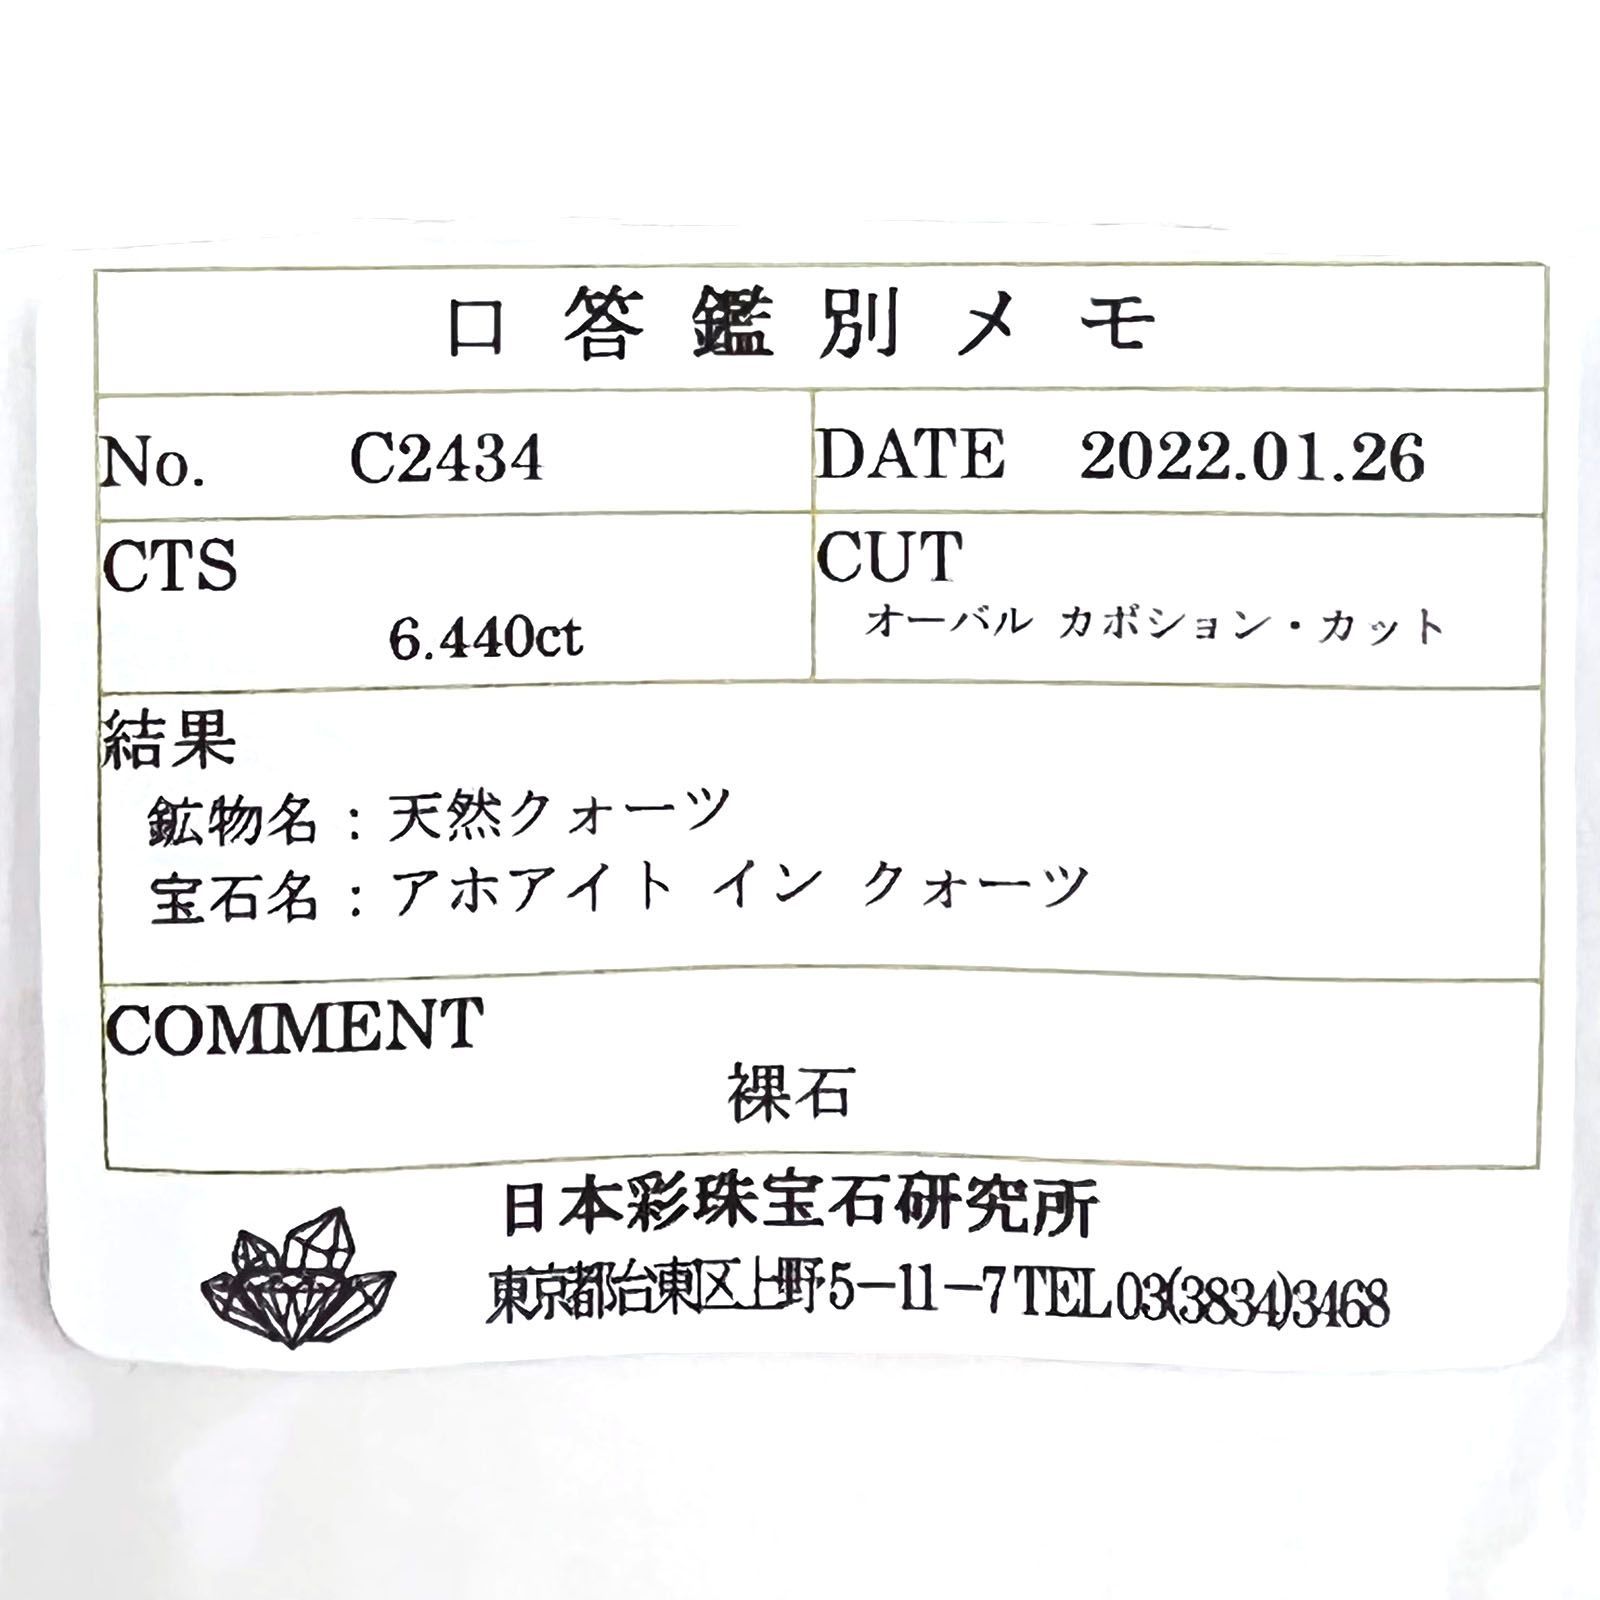 口答鑑別メモ
No. C2434 DATE 2022.01.26
CTS CUT
6.440ct オーバル カボション・カット
結果
鉱物名：天然クォーツ
宝石名：アホアイト イン クォーツ
COMMENT
裸石
日本彩珠宝石研究所
東京都台東区上野5-11-7 TEL 03(3834)3468